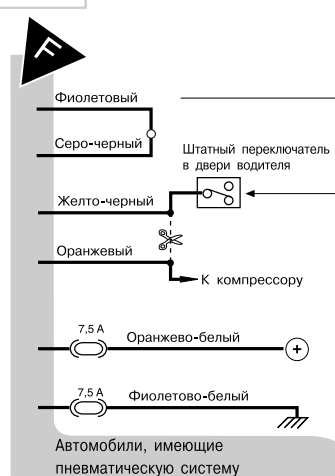 F
Фиолетовый
Серо-черный
Штатный переключатель
в двери водителя
Желто-черный
Оранжевый
К компрессору
7,5 А
Оранжево-белый
+
7,5 А
Фиолетово-белый
Автомобили, имеющие
пневматическую систему